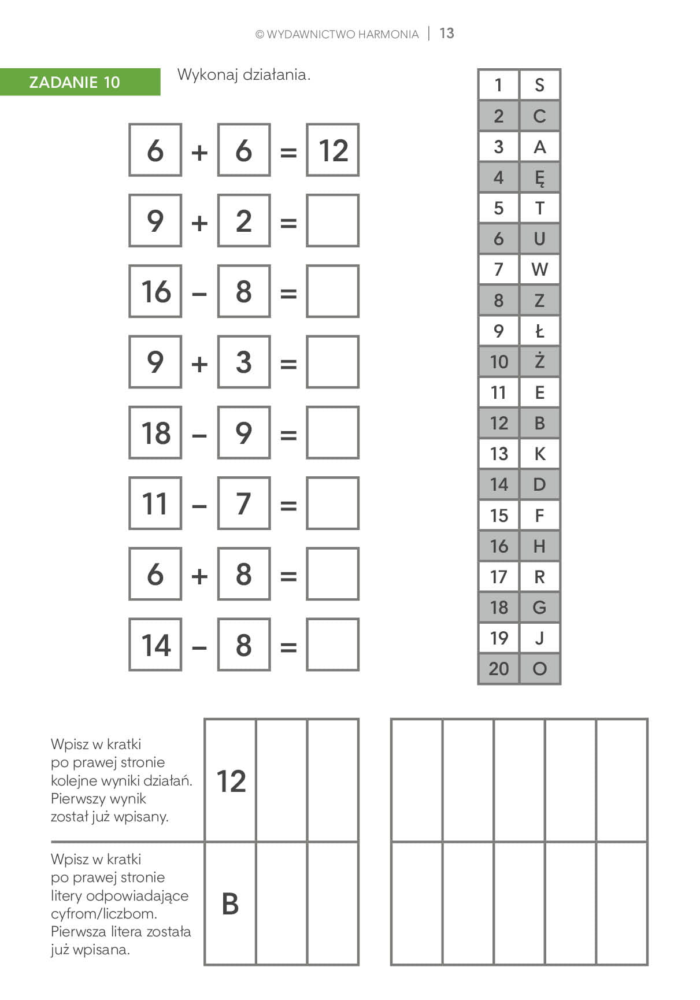 © WYDAWNICTWO HARMONIA | 13
ZADANIE 10
Wykonaj działania.
6 + 6 = 12
9 + 2 =
16 – 8 =
9 + 3 =
18 – 9 =
11 – 7 =
6 + 8 =
14 – 8 =
1 S
2 C
3 A
4 Ę
5 T
6 U
7 W
8 Z
9 Ł
10 Ż
11 E
12 B
13 K
14 D
15 F
16 H
17 R
18 G
19 J
20 O
Wpisz w kratki
po prawej stronie
kolejne wyniki działań.
Pierwszy wynik
został już wpisany.
12
Wpisz w kratki
po prawej stronie
litery odpowiadające
cyfrom/liczbom.
Pierwsza litera została
już wpisana.
B